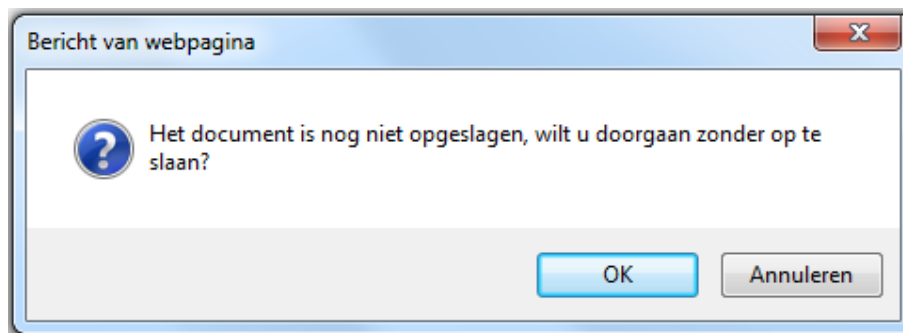 Bericht van webpagina
Het document is nog niet opgeslagen, wilt u doorgaan zonder op te
slaan?
OK
Annuleren